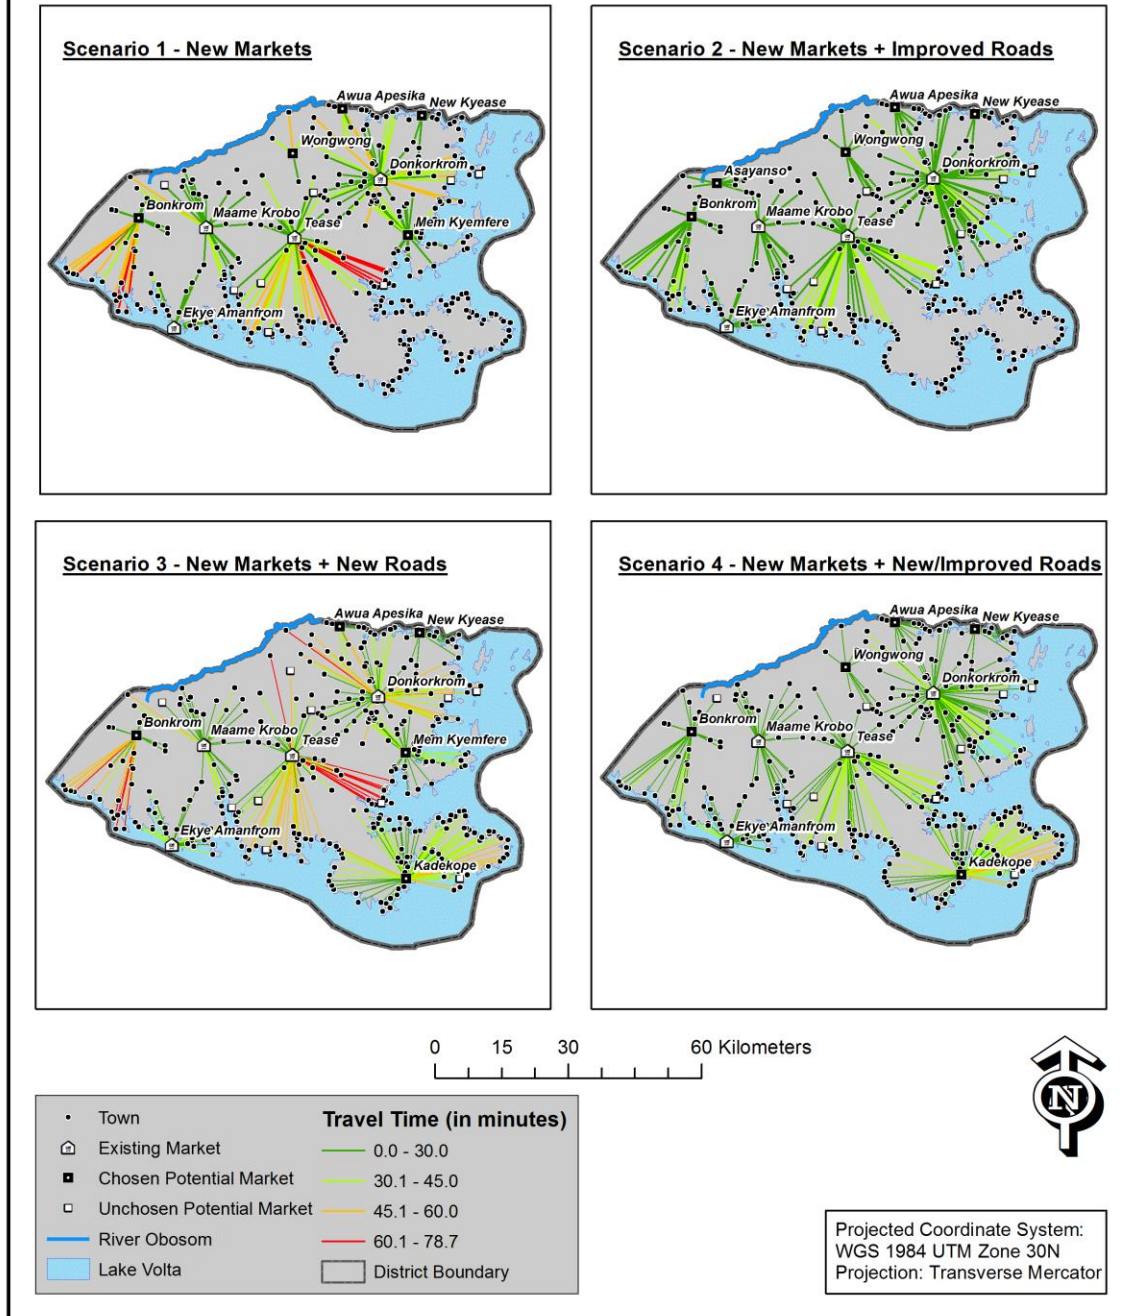 Scenario 1 - New Markets
Awua Apesika
New Kyease
Wongwong
Donkorkrom
Bonkrom
Maame Krobo
Tease
Mem Kyemfere
Ekye Amanfrom
Scenario 2 - New Markets + Improved Roads
Awua Apesika
New Kyease
Wongwong
Donkorkrom
Asayanso
Bonkrom
Maame Krobo
Tease
Ekye Amanfrom
Scenario 3 - New Markets + New Roads
Awua Apesika
New Kyease
Donkorkrom
Bonkrom
Maame Krobo
Tease
Mem Kyemfere
Ekye Amanfrom
Kadekope
Scenario 4 - New Markets + New/Improved Roads
Awua Apesika
New Kyease
Wongwong
Donkorkrom
Bonkrom
Maame Krobo
Tease
Ekye Amanfrom
Kadekope
0 15 30 60 Kilometers
N
Town
Existing Market
Chosen Potential Market
Unchosen Potential Market
River Obosom
Lake Volta
Travel Time (in minutes)
0.0 - 30.0
30.1 - 45.0
45.1 - 60.0
60.1 - 78.7
District Boundary
Projected Coordinate System:
WGS 1984 UTM Zone 30N
Projection: Transverse Mercator